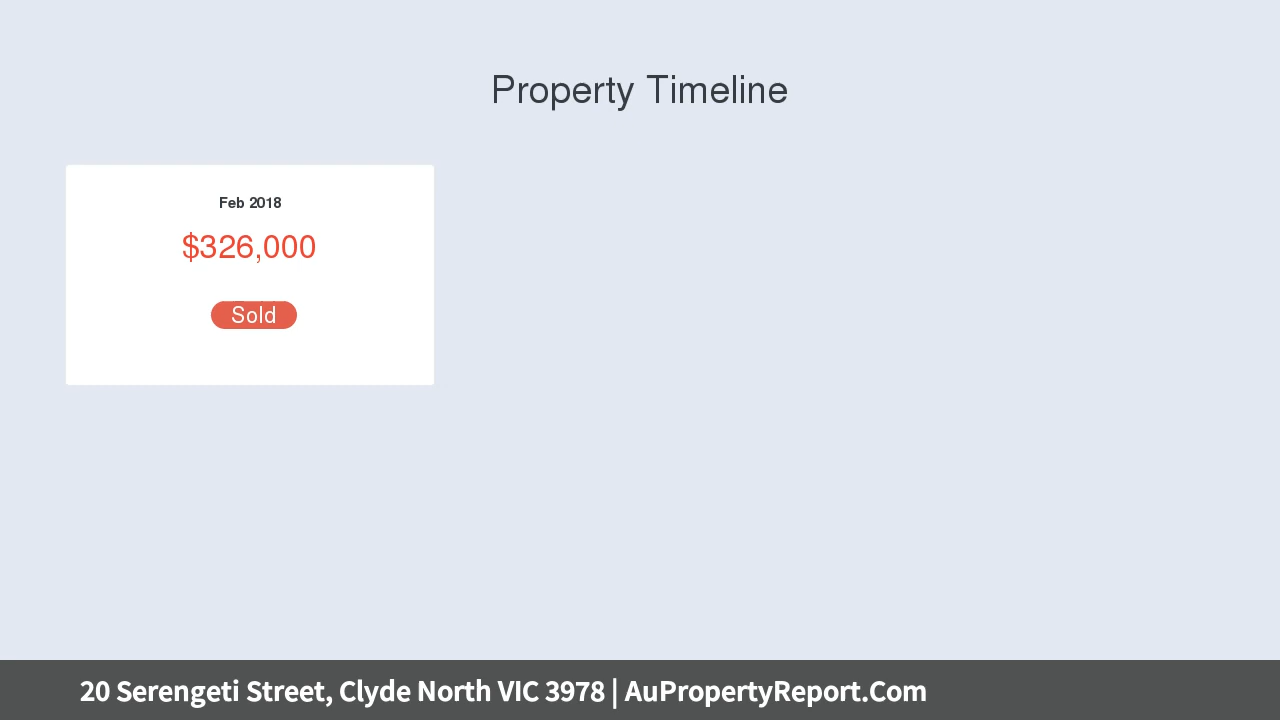 Property Timeline
Feb 2018
$326,000
Sold
20 Serengeti Street, Clyde North VIC 3978 | AuPropertyReport.Com